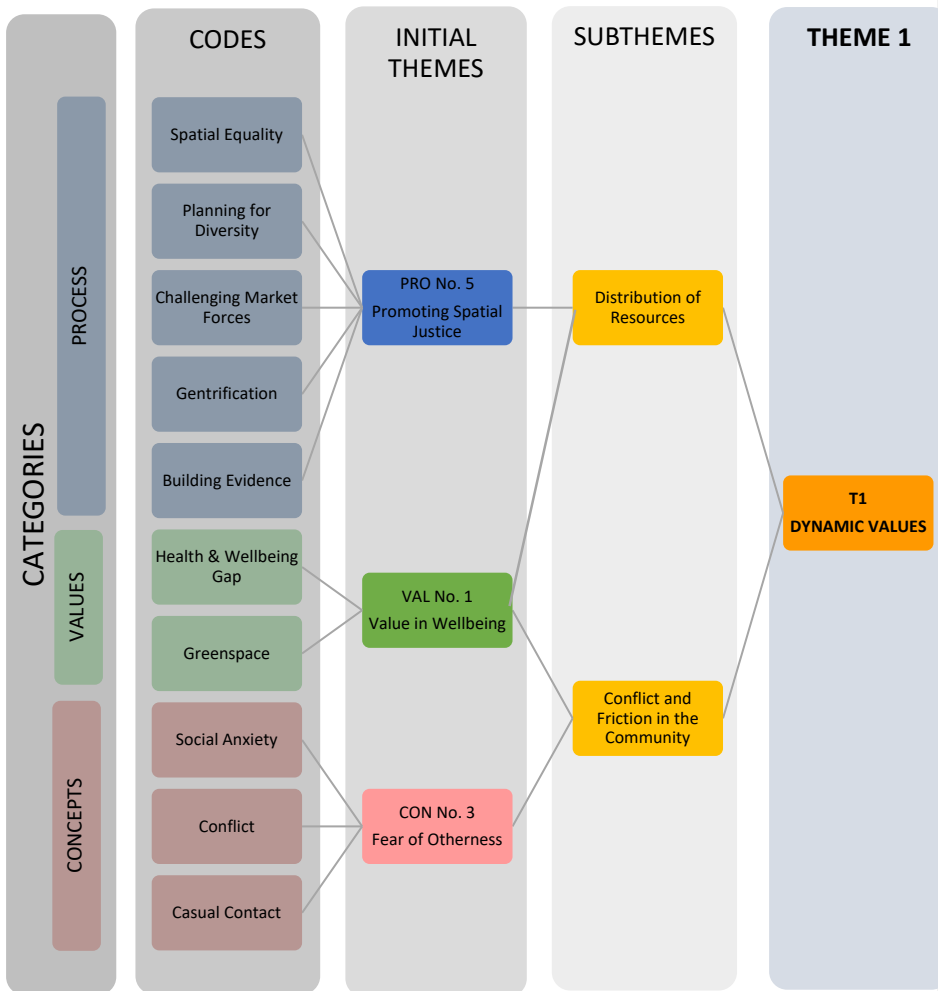 CATEGORIES
PROCESS
VALUES
CONCEPTS
CODES
Spatial Equality
Planning for
Diversity
Challenging Market
Forces
Gentrification
Building Evidence
Health & Wellbeing
Gap
Greenspace
Social Anxiety
Conflict
Casual Contact
INITIAL
THEMES
PRO No. 5
Promoting Spatial
Justice
VAL No. 1
Value in Wellbeing
CON No. 3
Fear of Otherness
SUBTHEMES
Distribution of
Resources
Conflict and
Friction in the
Community
THEME 1
T1
DYNAMIC VALUES